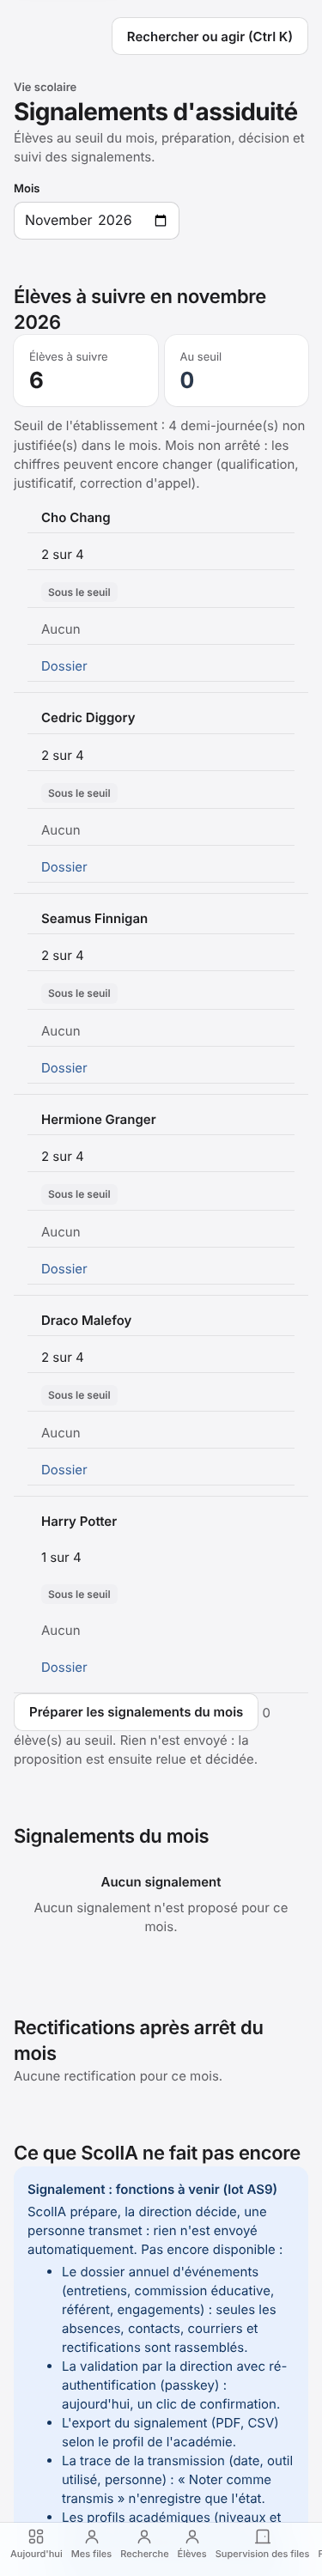 Rechercher ou agir (Ctrl K)
Vie scolaire
Signalements d'assiduité
Élèves au seuil du mois, préparation, décision et
suivi des signalements.
Mois
November 2026
Élèves à suivre en novembre
2026
Élèves à suivre
6
Au seuil
0
Seuil de l'établissement : 4 demi-journée(s) non
justifiée(s) dans le mois. Mois non arrêté : les
chiffres peuvent encore changer (qualification,
justificatif, correction d'appel).
Cho Chang
2 sur 4
Sous le seuil
Aucun
Dossier
Cedric Diggory
2 sur 4
Sous le seuil
Aucun
Dossier
Seamus Finnigan
2 sur 4
Sous le seuil
Aucun
Dossier
Hermione Granger
2 sur 4
Sous le seuil
Aucun
Dossier
Draco Malefoy
2 sur 4
Sous le seuil
Aucun
Dossier
Harry Potter
1 sur 4
Sous le seuil
Aucun
Dossier
Préparer les signalements du mois 0
élève(s) au seuil. Rien n'est envoyé : la
proposition est ensuite relue et décidée.
Signalements du mois
Aucun signalement
Aucun signalement n'est proposé pour ce
mois.
Rectifications après arrêt du
mois
Aucune rectification pour ce mois.
Ce que ScolIA ne fait pas encore
Signalement : fonctions à venir (lot AS9)
ScolIA prépare, la direction décide, une
personne transmet : rien n'est envoyé
automatiquement. Pas encore disponible :
• Le dossier annuel d'événements
(entretiens, commission éducative,
référent, engagements) : seules les
absences, contacts, courriers et
rectifications sont rassemblés.
• La validation par la direction avec ré-
authentification (passkey) :
aujourd'hui, un clic de confirmation.
• L'export du signalement (PDF, CSV)
selon le profil de l'académie.
• La trace de la transmission (date, outil
utilisé, personne) : « Noter comme
transmis » n'enregistre que l'état.
• Les profils académiques (niveaux et
Aujourd'hui
Mes files
Recherche
Élèves
Supervision des files